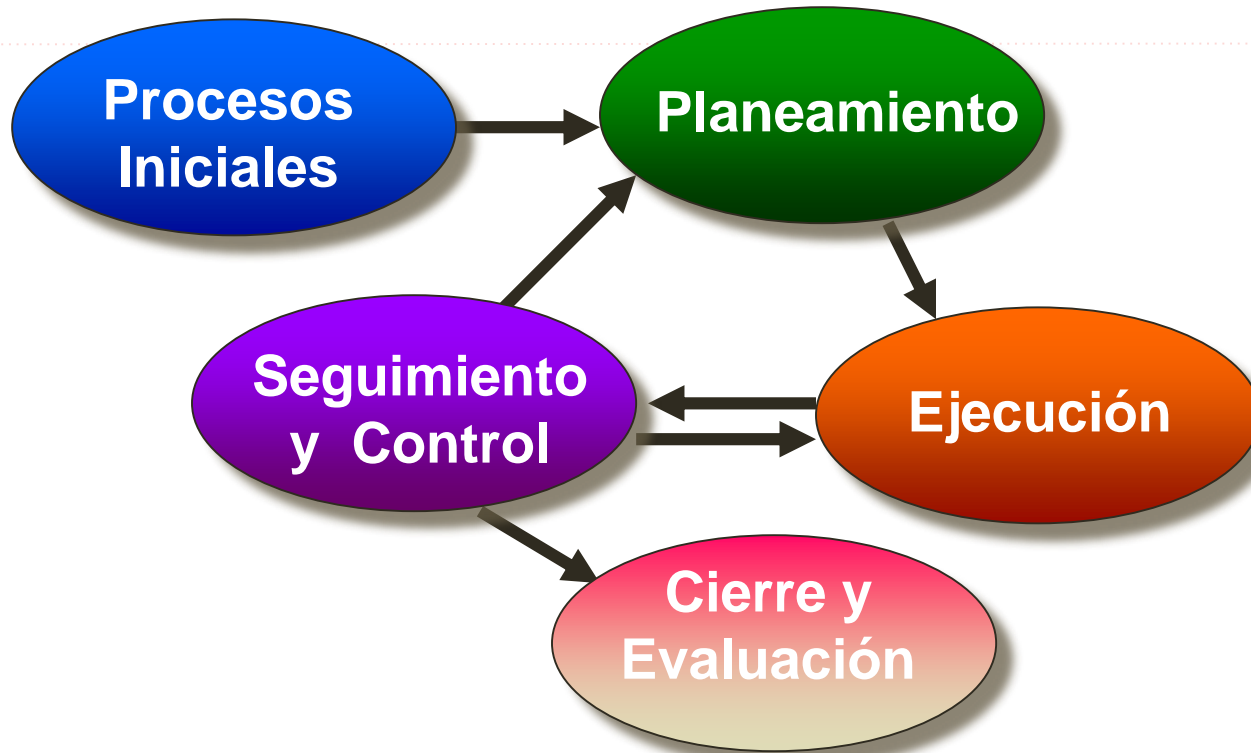 Procesos
Iniciales
Planeamiento
Seguimiento
y Control
Ejecución
Cierre y
Evaluación